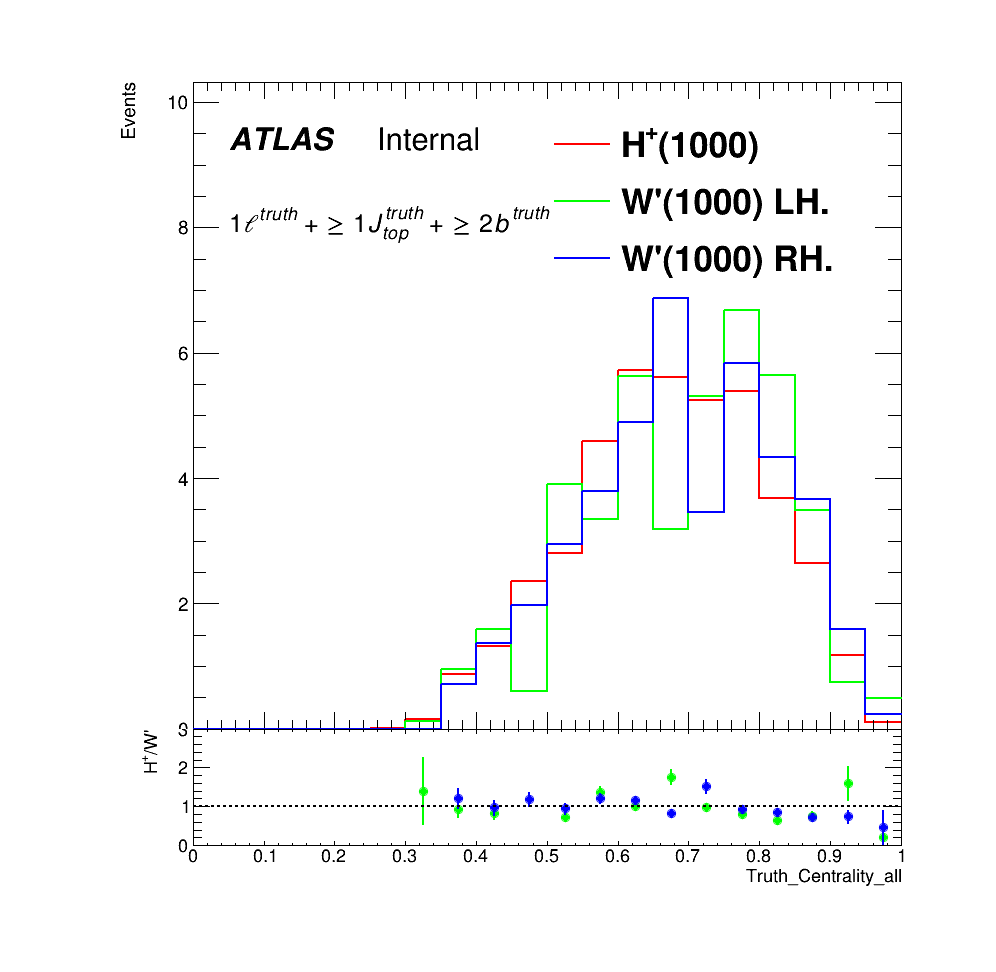 Events
10
8
6
4
2
ATLAS Internal
1ℓ^truth + ≥ 1J_top^truth + ≥ 2b^truth
H⁺(1000)
W'(1000) LH.
W'(1000) RH.
H⁺/W'
3
2
1
0
0 0.1 0.2 0.3 0.4 0.5 0.6 0.7 0.8 0.9 1
Truth_Centrality_all